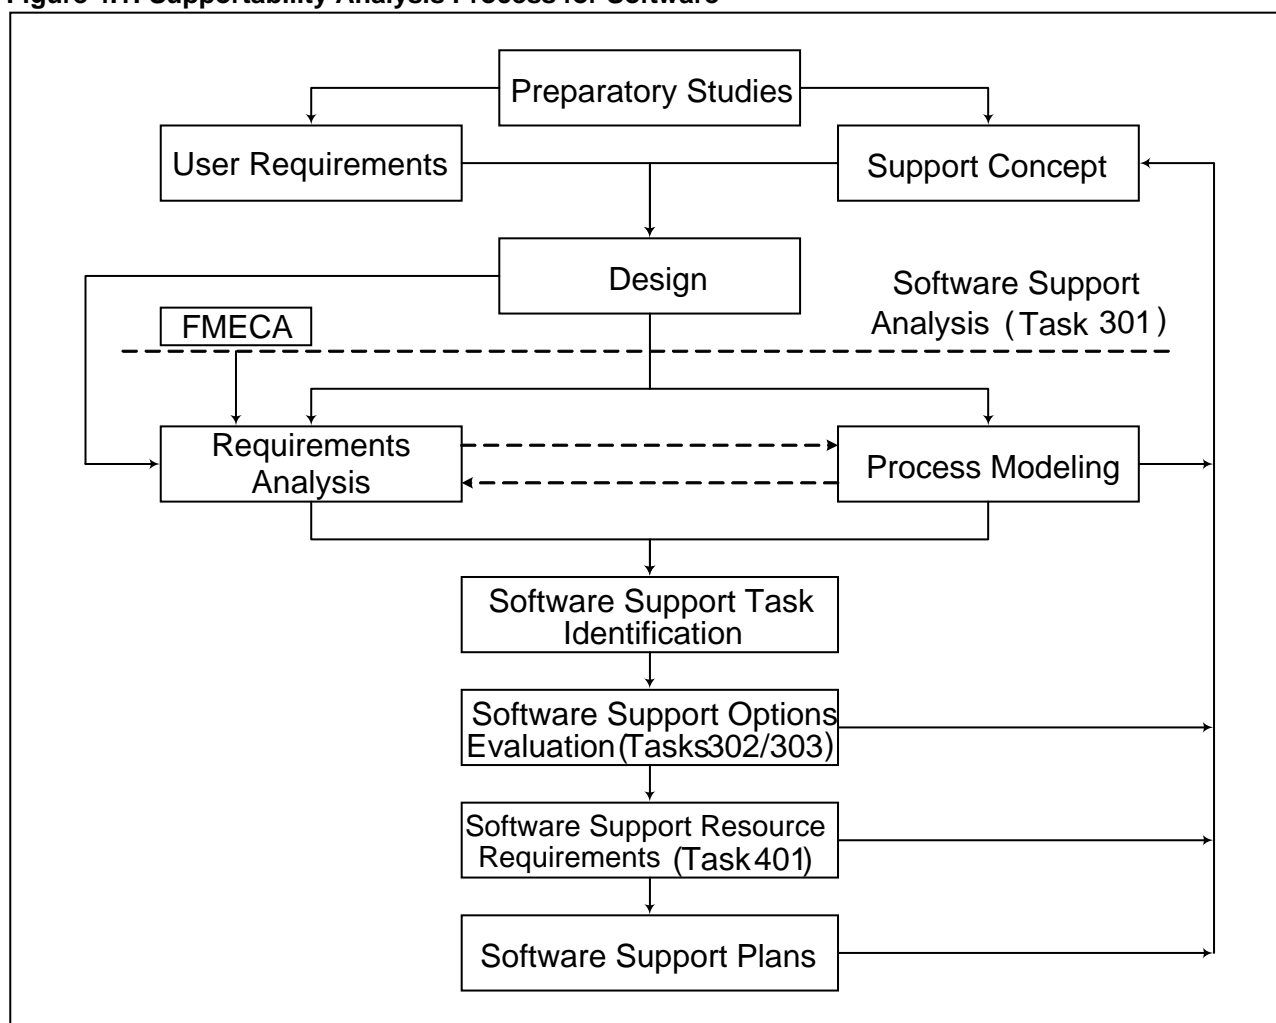 Figure 4.1: Supportability Analysis Process for Software
Preparatory Studies
User Requirements
Support Concept
Design
Software Support
Analysis (Task 301)
FMECA
Requirements
Analysis
Process Modeling
Software Support Task
Identification
Software Support Options
Evaluation (Tasks302/303)
Software Support Resource
Requirements (Task 401)
Software Support Plans